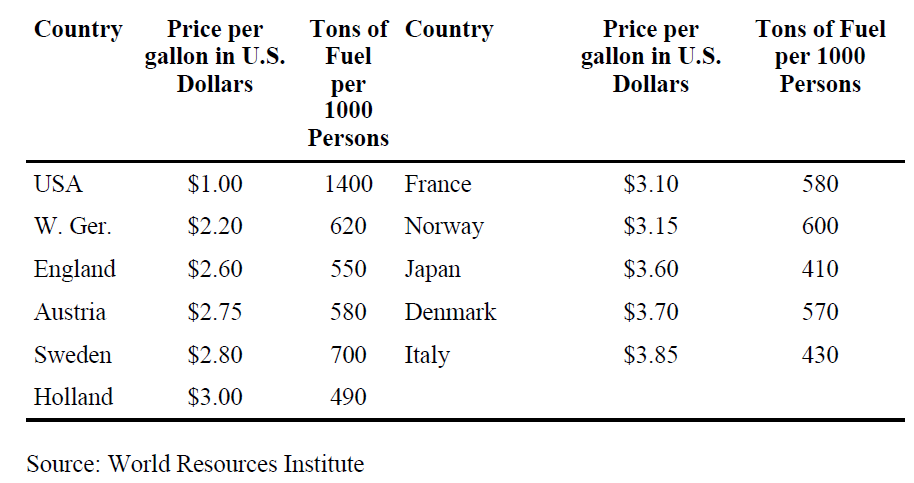 Country Price per Tons of Country Price per Tons of Fuel
gallon in U.S. Fuel gallon in U.S. per 1000
Dollars per Dollars Persons
1000
Persons
USA $1.00 1400 France $3.10 580
W. Ger. $2.20 620 Norway $3.15 600
England $2.60 550 Japan $3.60 410
Austria $2.75 580 Denmark $3.70 570
Sweden $2.80 700 Italy $3.85 430
Holland $3.00 490
Source: World Resources Institute